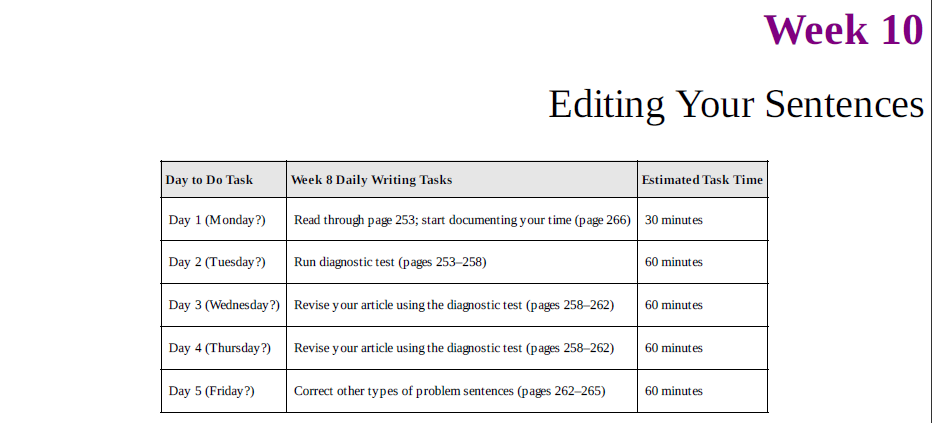 Week 10
Editing Your Sentences
Day to Do Task Week 8 Daily Writing Tasks Estimated Task Time
Day 1 (Monday?) Read through page 253; start documenting your time (page 266) 30 minutes
Day 2 (Tuesday?) Run diagnostic test (pages 253–258) 60 minutes
Day 3 (Wednesday?) Revise your article using the diagnostic test (pages 258–262) 60 minutes
Day 4 (Thursday?) Revise your article using the diagnostic test (pages 258–262) 60 minutes
Day 5 (Friday?) Correct other types of problem sentences (pages 262–265) 60 minutes